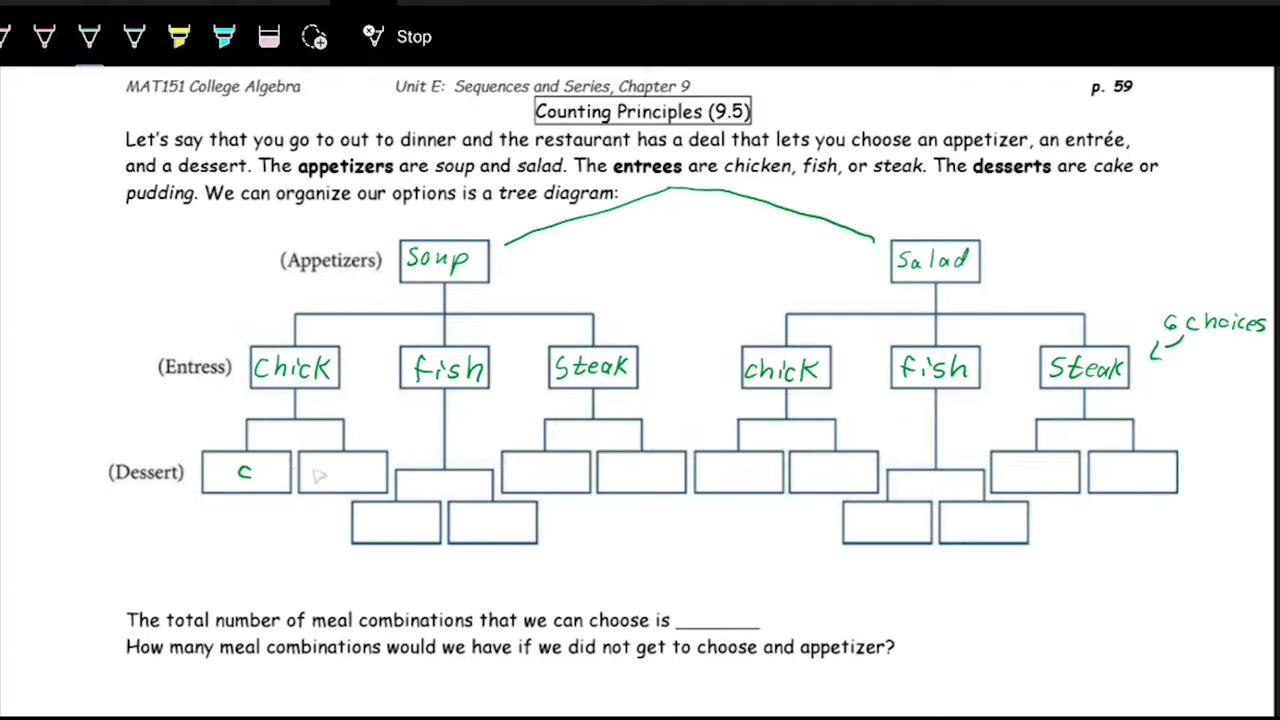 Stop
MAT151 College Algebra Unit E: Sequences and Series, Chapter 9 p. 59
Counting Principles (9.5)
Let's say that you go to out to dinner and the restaurant has a deal that lets you choose an appetizer, an entrée,
and a dessert. The appetizers are soup and salad. The entrees are chicken, fish, or steak. The desserts are cake or
pudding. We can organize our options is a tree diagram:
(Appetizers) Soup Salad
6 choices
(Entress) Chick fish Steak chick fish Steak
(Dessert) c
The total number of meal combinations that we can choose is ________
How many meal combinations would we have if we did not get to choose and appetizer?